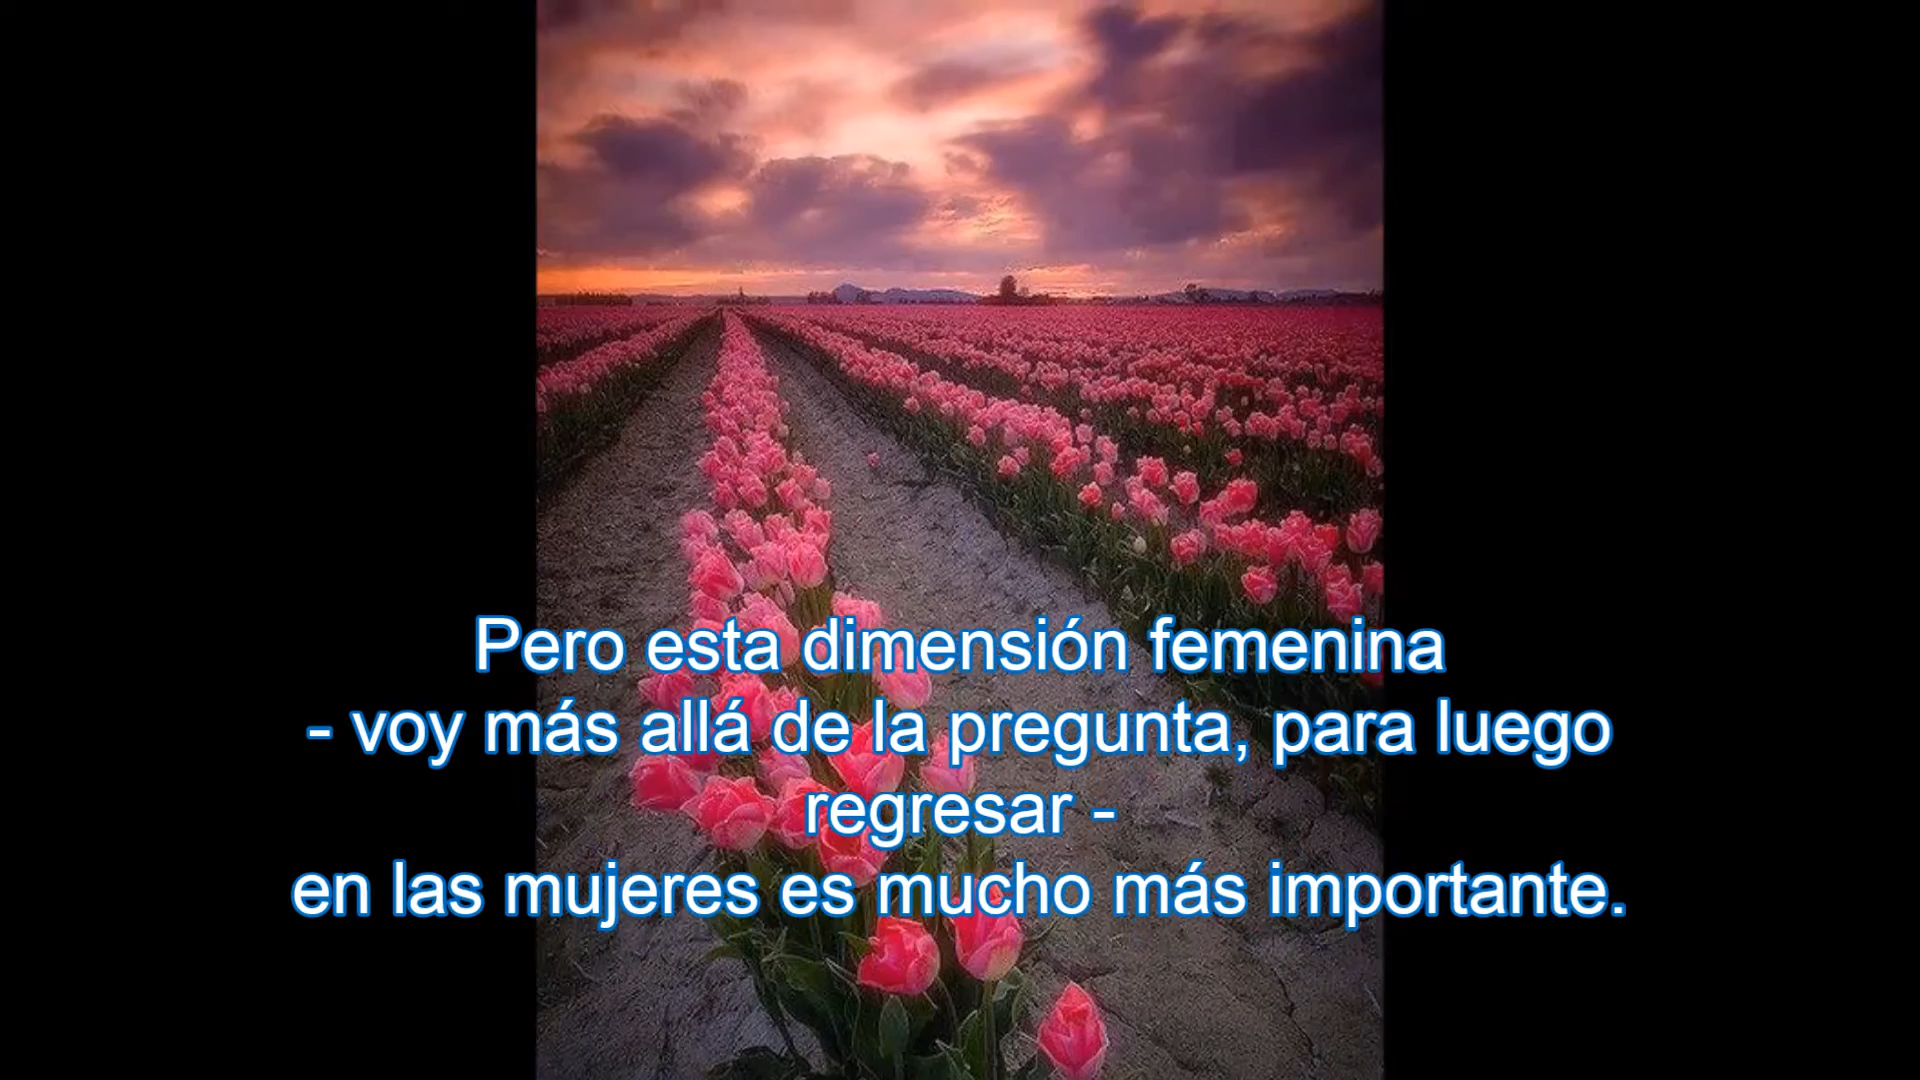 Pero esta dimensión femenina
- voy más allá de la pregunta, para luego
regresar -
en las mujeres es mucho más importante.